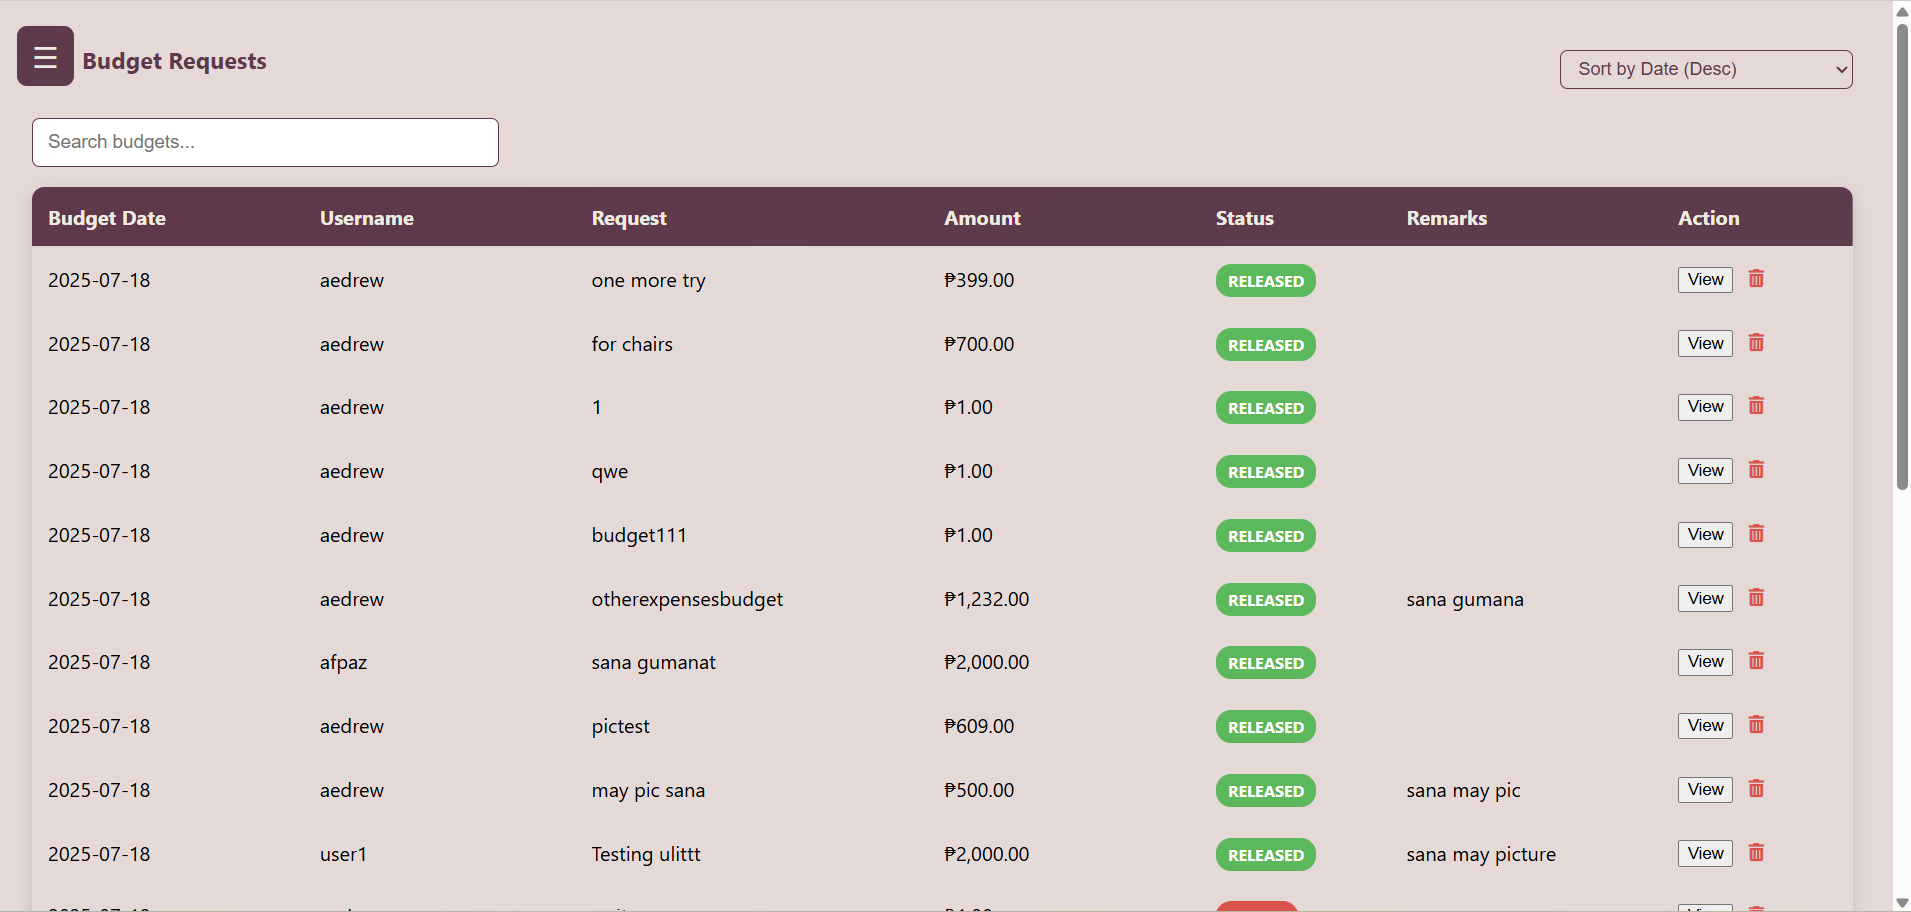 ☰ Budget Requests
Sort by Date (Desc)
Search budgets...
Budget Date Username Request Amount Status Remarks Action
2025-07-18 aedrew one more try ₱399.00 RELEASED View
2025-07-18 aedrew for chairs ₱700.00 RELEASED View
2025-07-18 aedrew 1 ₱1.00 RELEASED View
2025-07-18 aedrew qwe ₱1.00 RELEASED View
2025-07-18 aedrew budget111 ₱1.00 RELEASED View
2025-07-18 aedrew otherexpensesbudget ₱1,232.00 RELEASED sana gumana View
2025-07-18 afpaz sana gumanat ₱2,000.00 RELEASED View
2025-07-18 aedrew pictest ₱609.00 RELEASED View
2025-07-18 aedrew may pic sana ₱500.00 RELEASED sana may pic View
2025-07-18 user1 Testing ulittt ₱2,000.00 RELEASED sana may picture View